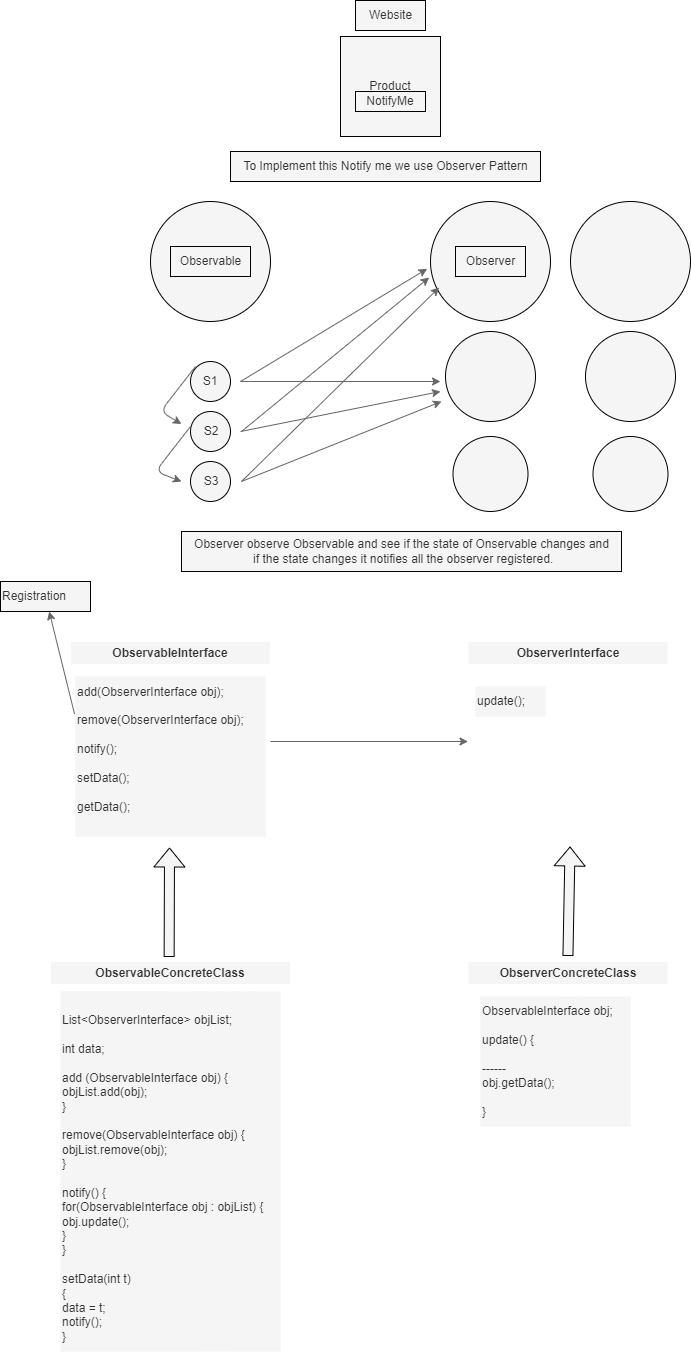 Website
Product
NotifyMe
To Implement this Notify me we use Observer Pattern
Observable
Observer
S1
S2
S3
Observer observe Observable and see if the state of Onservable changes and
if the state changes it notifies all the observer registered.
Registration
ObservableInterface
add(ObserverInterface obj);
remove(ObserverInterface obj);
notify();
setData();
getData();
ObserverInterface
update();
ObservableConcreteClass
List<ObserverInterface> objList;
int data;
add (ObservableInterface obj) {
objList.add(obj);
}
remove(ObservableInterface obj) {
objList.remove(obj);
}
notify() {
for(ObservableInterface obj : objList) {
obj.update();
}
}
setData(int t)
{
data = t;
notify();
}
ObserverConcreteClass
ObservableInterface obj;
update() {
------
obj.getData();
}